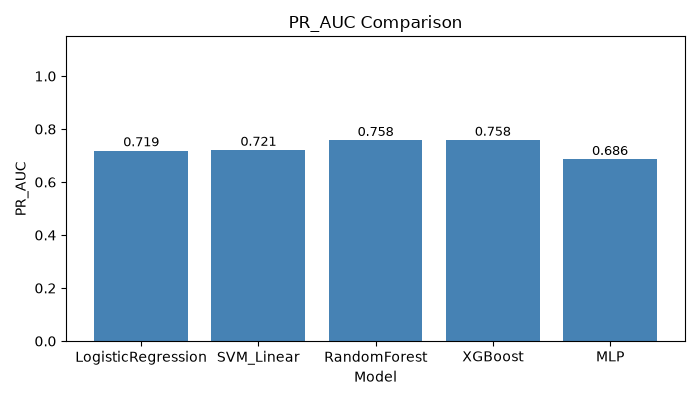 PR_AUC Comparison
PR_AUC
1.0
0.8
0.6
0.4
0.2
0.0
0.719
0.721
0.758
0.758
0.686
LogisticRegression
SVM_Linear
RandomForest
XGBoost
MLP
Model